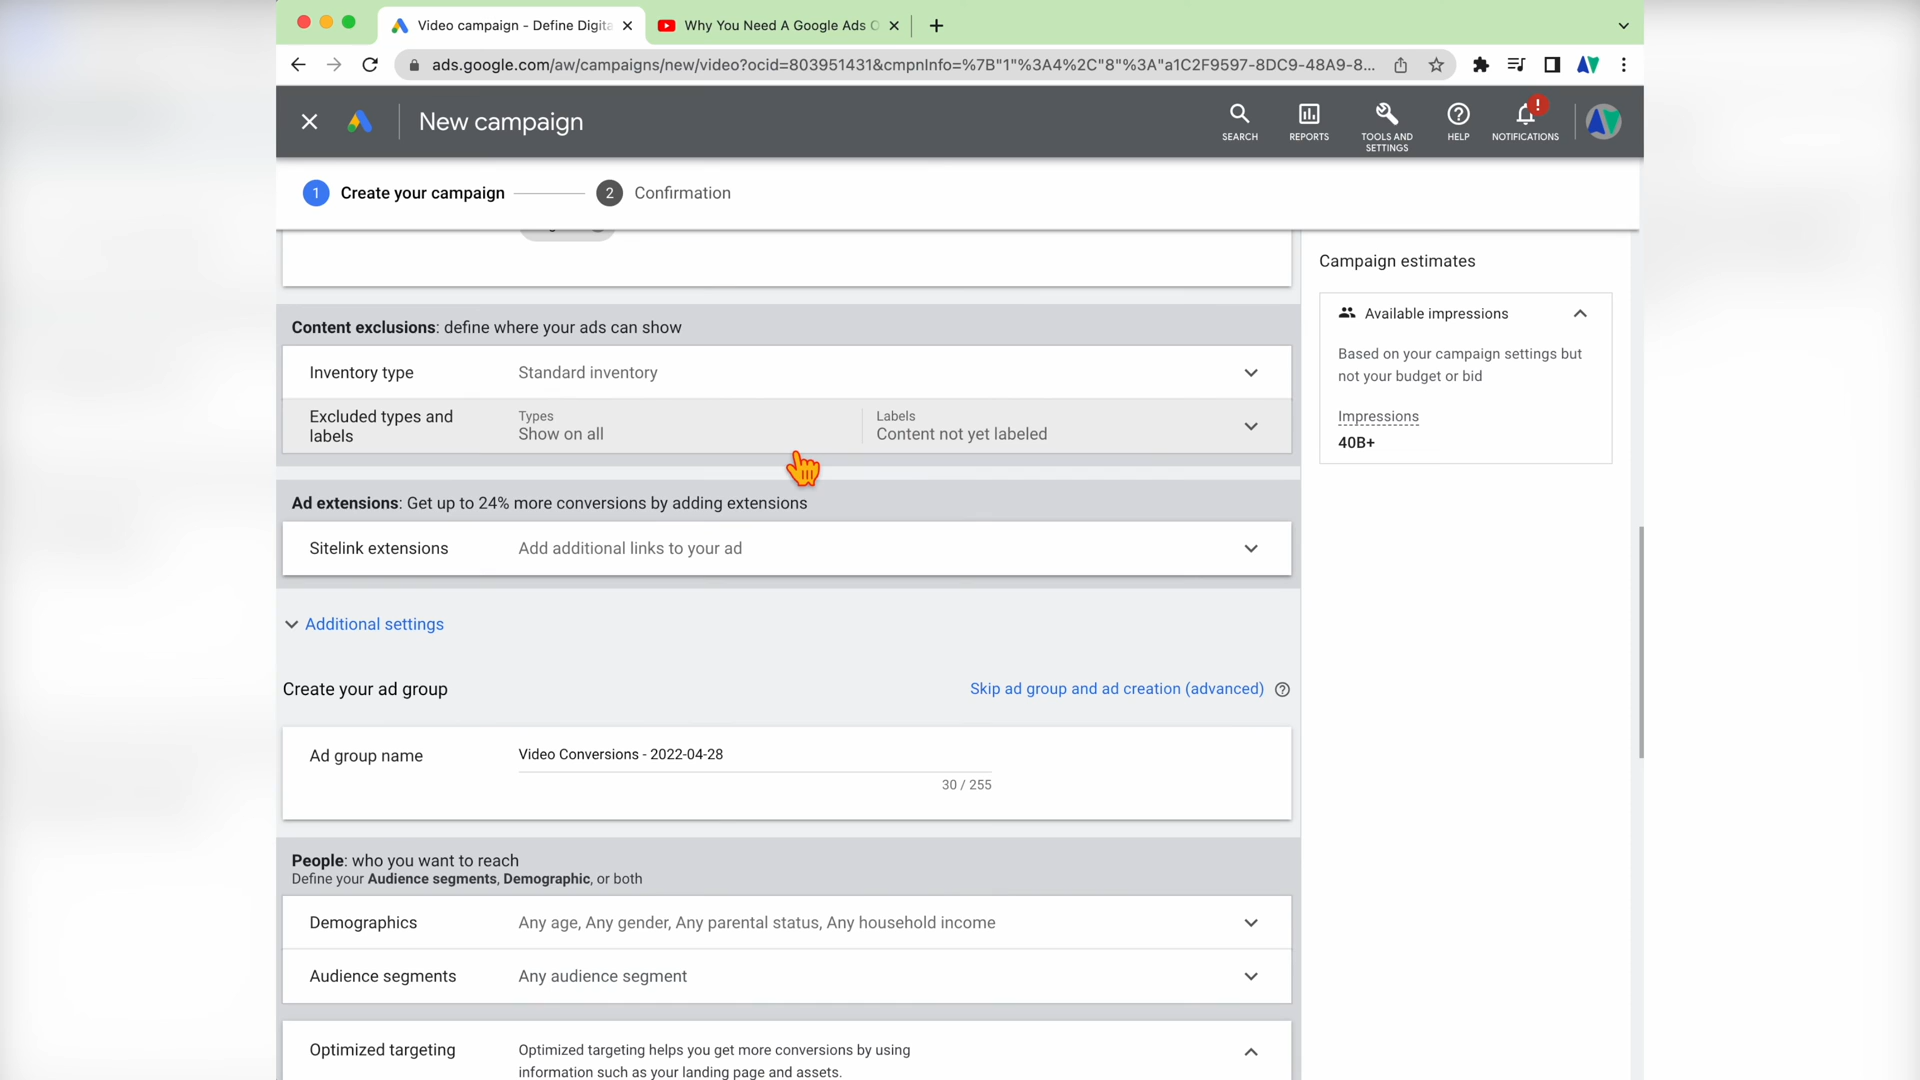 Video campaign - Define Digita
Why You Need A Google Ads
ads.google.com/aw/campaigns/new/video?ocid=803951431&cmpnInfo=%7B"1"%3A4%2C"8"%3A"a1C2F9597-8DC9-48A9-8...
New campaign
SEARCH
REPORTS
TOOLS AND
SETTINGS
HELP
!
NOTIFICATIONS
1 Create your campaign
2 Confirmation
Campaign estimates
Available impressions
Based on your campaign settings but
not your budget or bid
Impressions
40B+
Content exclusions: define where your ads can show
Inventory type
Standard inventory
Excluded types and
labels
Types
Show on all
Labels
Content not yet labeled
Ad extensions: Get up to 24% more conversions by adding extensions
Sitelink extensions
Add additional links to your ad
Additional settings
Create your ad group
Skip ad group and ad creation (advanced)
Ad group name
Video Conversions - 2022-04-28
30 / 255
People: who you want to reach
Define your Audience segments, Demographic, or both
Demographics
Any age, Any gender, Any parental status, Any household income
Audience segments
Any audience segment
Optimized targeting
Optimized targeting helps you get more conversions by using
information such as your landing page and assets.